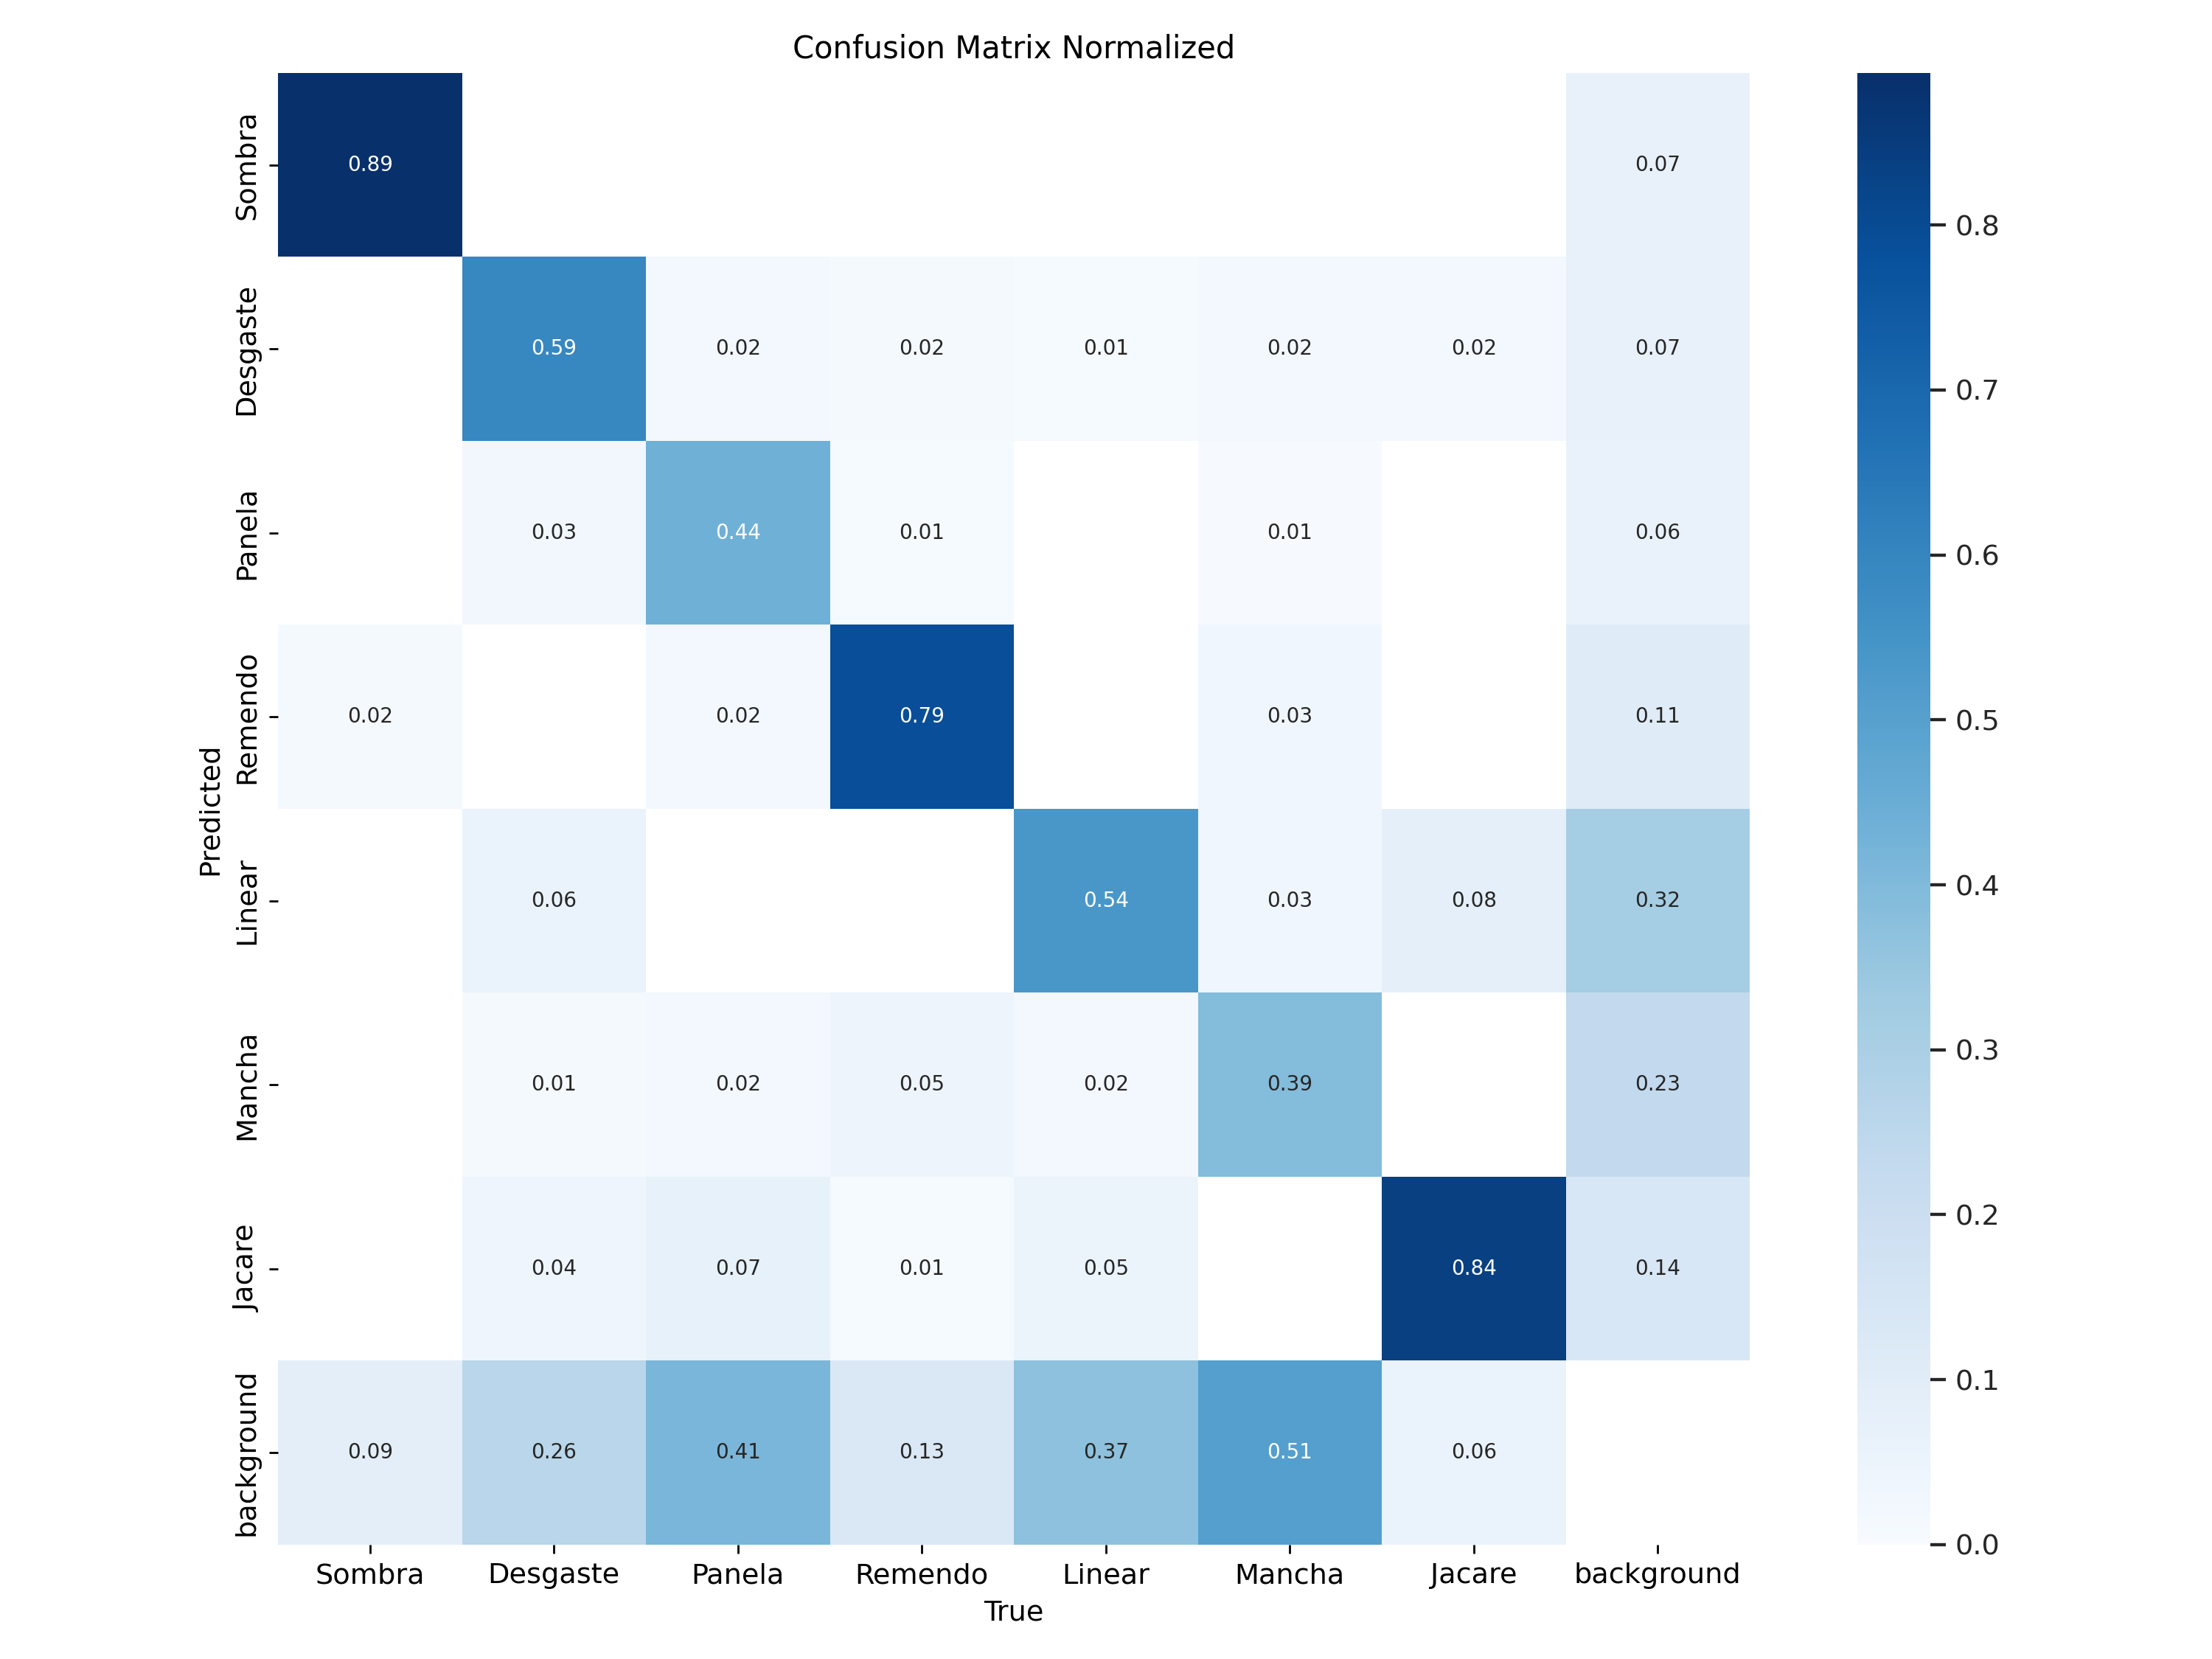 Confusion Matrix Normalized
Sombra 0.89 0.07
Desgaste 0.59 0.02 0.02 0.01 0.02 0.02 0.07
Panela 0.03 0.44 0.01 0.01 0.06
Remendo 0.02 0.02 0.79 0.03 0.11
Linear 0.06 0.54 0.03 0.08 0.32
Mancha 0.01 0.02 0.05 0.02 0.39 0.23
Jacare 0.04 0.07 0.01 0.05 0.84 0.14
background 0.09 0.26 0.41 0.13 0.37 0.51 0.06
Predicted
Sombra Desgaste Panela Remendo Linear Mancha Jacare background
True
0.8
0.7
0.6
0.5
0.4
0.3
0.2
0.1
0.0